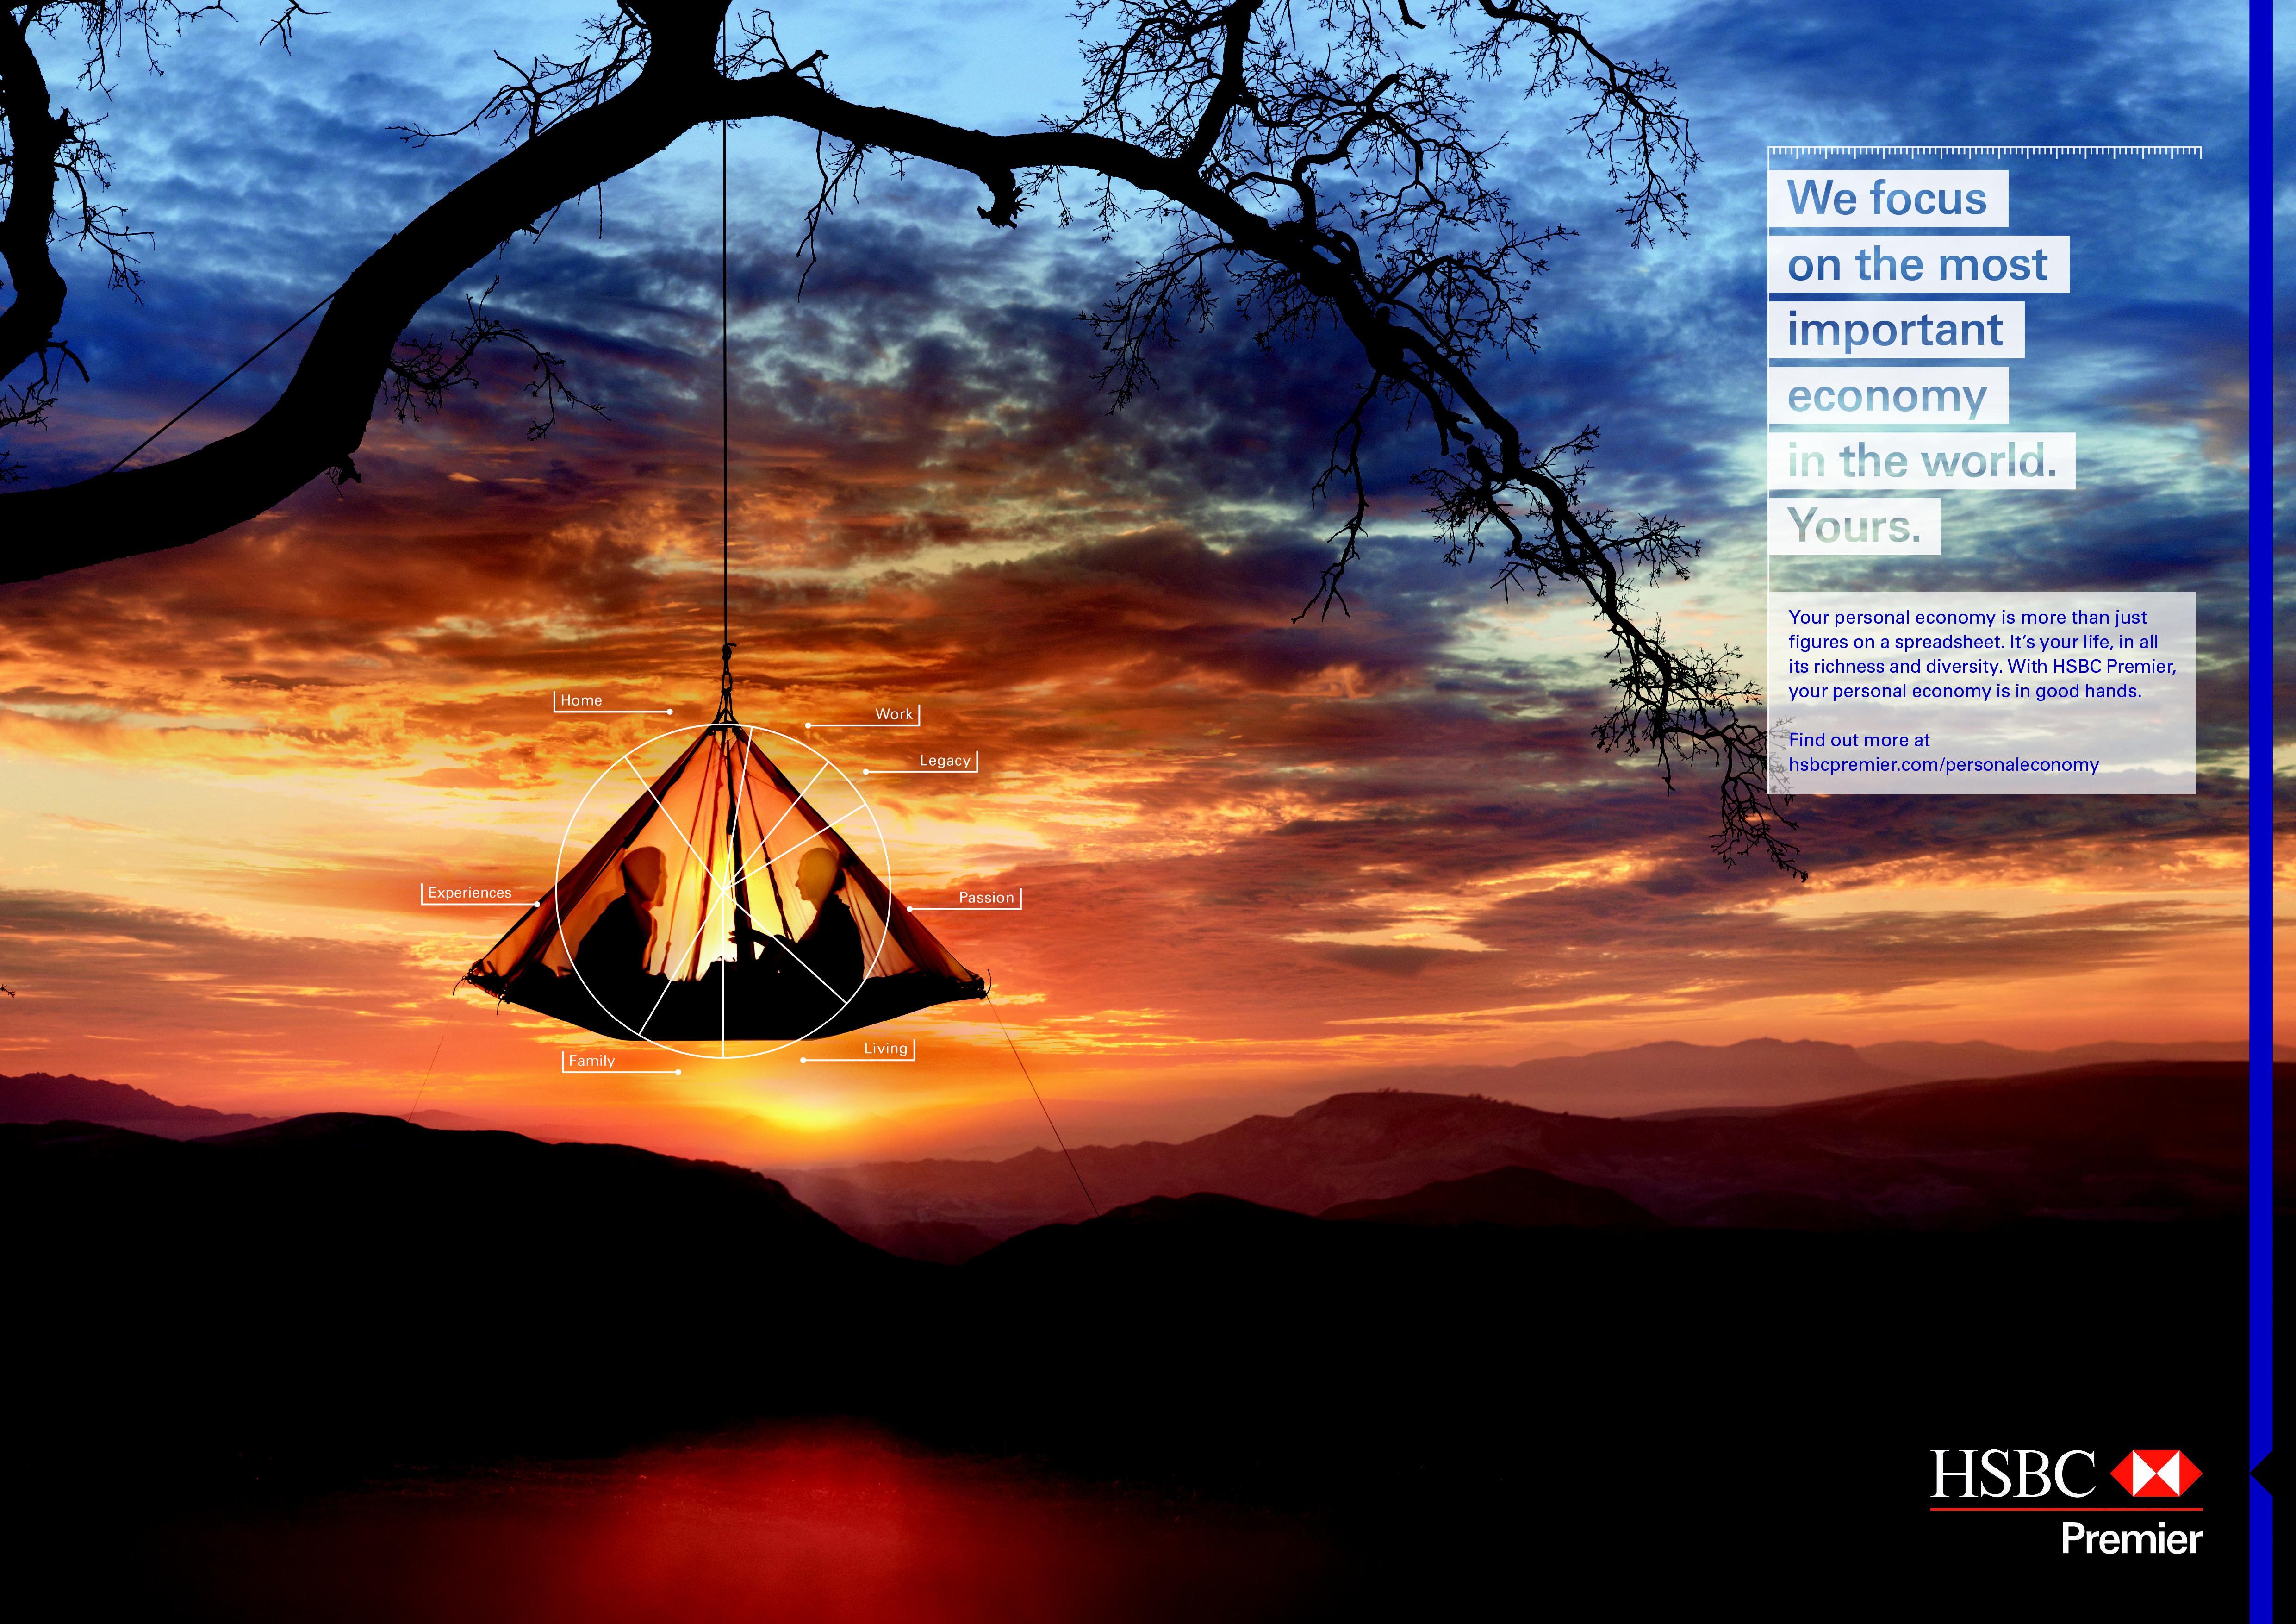 We focus
on the most
important
economy
in the world.
Yours.
Your personal economy is more than just
figures on a spreadsheet. It’s your life, in all
its richness and diversity. With HSBC Premier,
your personal economy is in good hands.
Find out more at
hsbcpremier.com/personaleconomy
Home
Work
Legacy
Experiences
Passion
Living
Family
HSBC
Premier